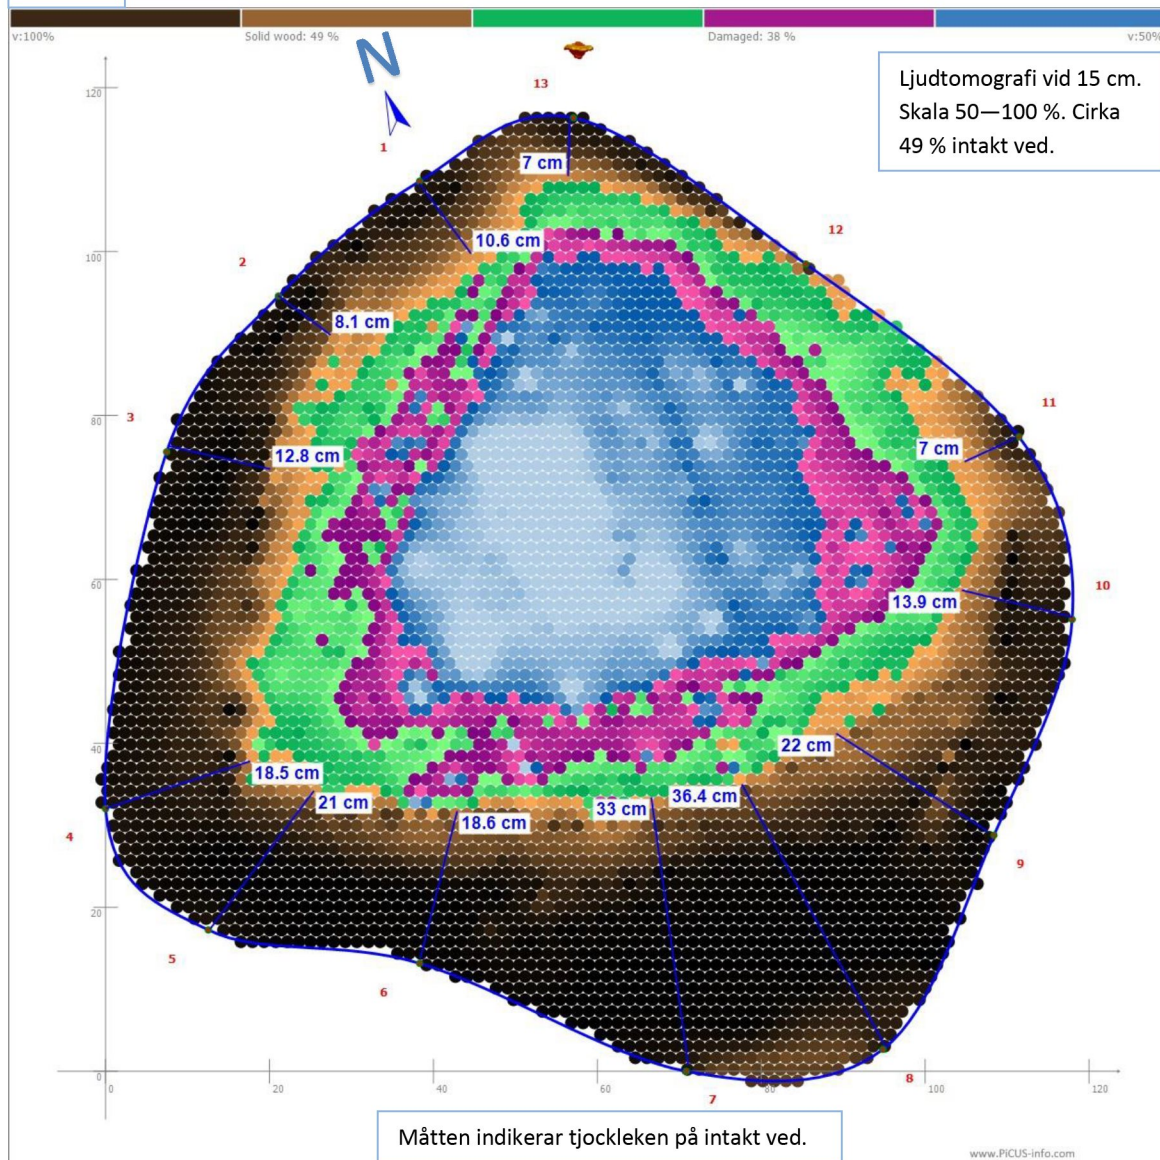 v:100%
Solid wood: 49 %
Damaged: 38 %
v:50%
N
Ljudtomografi vid 15 cm.
Skala 50—100 %. Cirka
49 % intakt ved.
13
120
1
7 cm
12
10.6 cm
100
2
8.1 cm
11
80
3
7 cm
12.8 cm
60
10
13.9 cm
40
22 cm
18.5 cm
21 cm
36.4 cm
33 cm
18.6 cm
4
9
20
5
6
0
0
20
40
60
80
100
120
8
7
Måtten indikerar tjockleken på intakt ved.
www.PiCUS-info.com